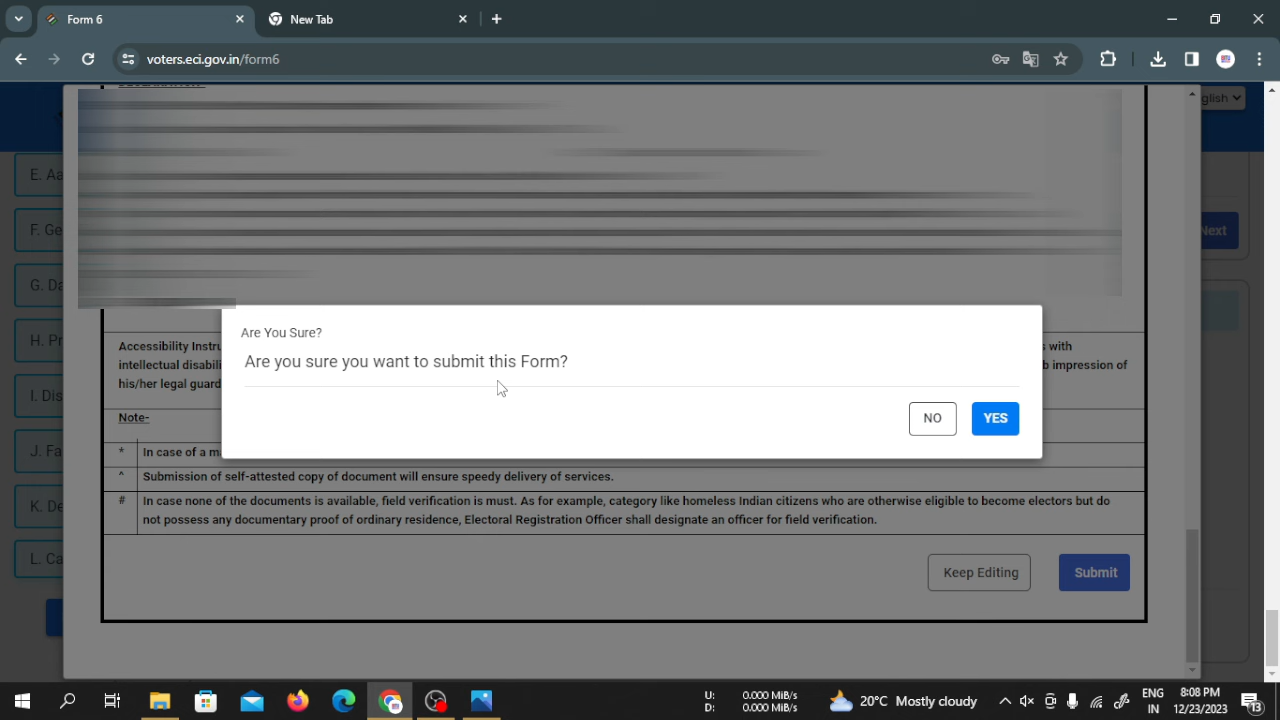 Form 6
New Tab
voters.eci.gov.in/form6
glish
E. Aa
F. Ge
G. Da
H. Pr
I. Dis
J. Fa
K. De
L. Ca
Next
Are You Sure?
Are you sure you want to submit this Form?
NO
YES
Accessibility Instru
s with
intellectual disabili
b impression of
his/her legal guard
Note-
* In case of a m
^ Submission of self-attested copy of document will ensure speedy delivery of services.
# In case none of the documents is available, field verification is must. As for example, category like homeless Indian citizens who are otherwise eligible to become electors but do
not possess any documentary proof of ordinary residence, Electoral Registration Officer shall designate an officer for field verification.
Keep Editing
Submit
U: 0.000 MiB/s
D: 0.000 MiB/s
20°C Mostly cloudy
ENG
IN
8:08 PM
12/23/2023
13